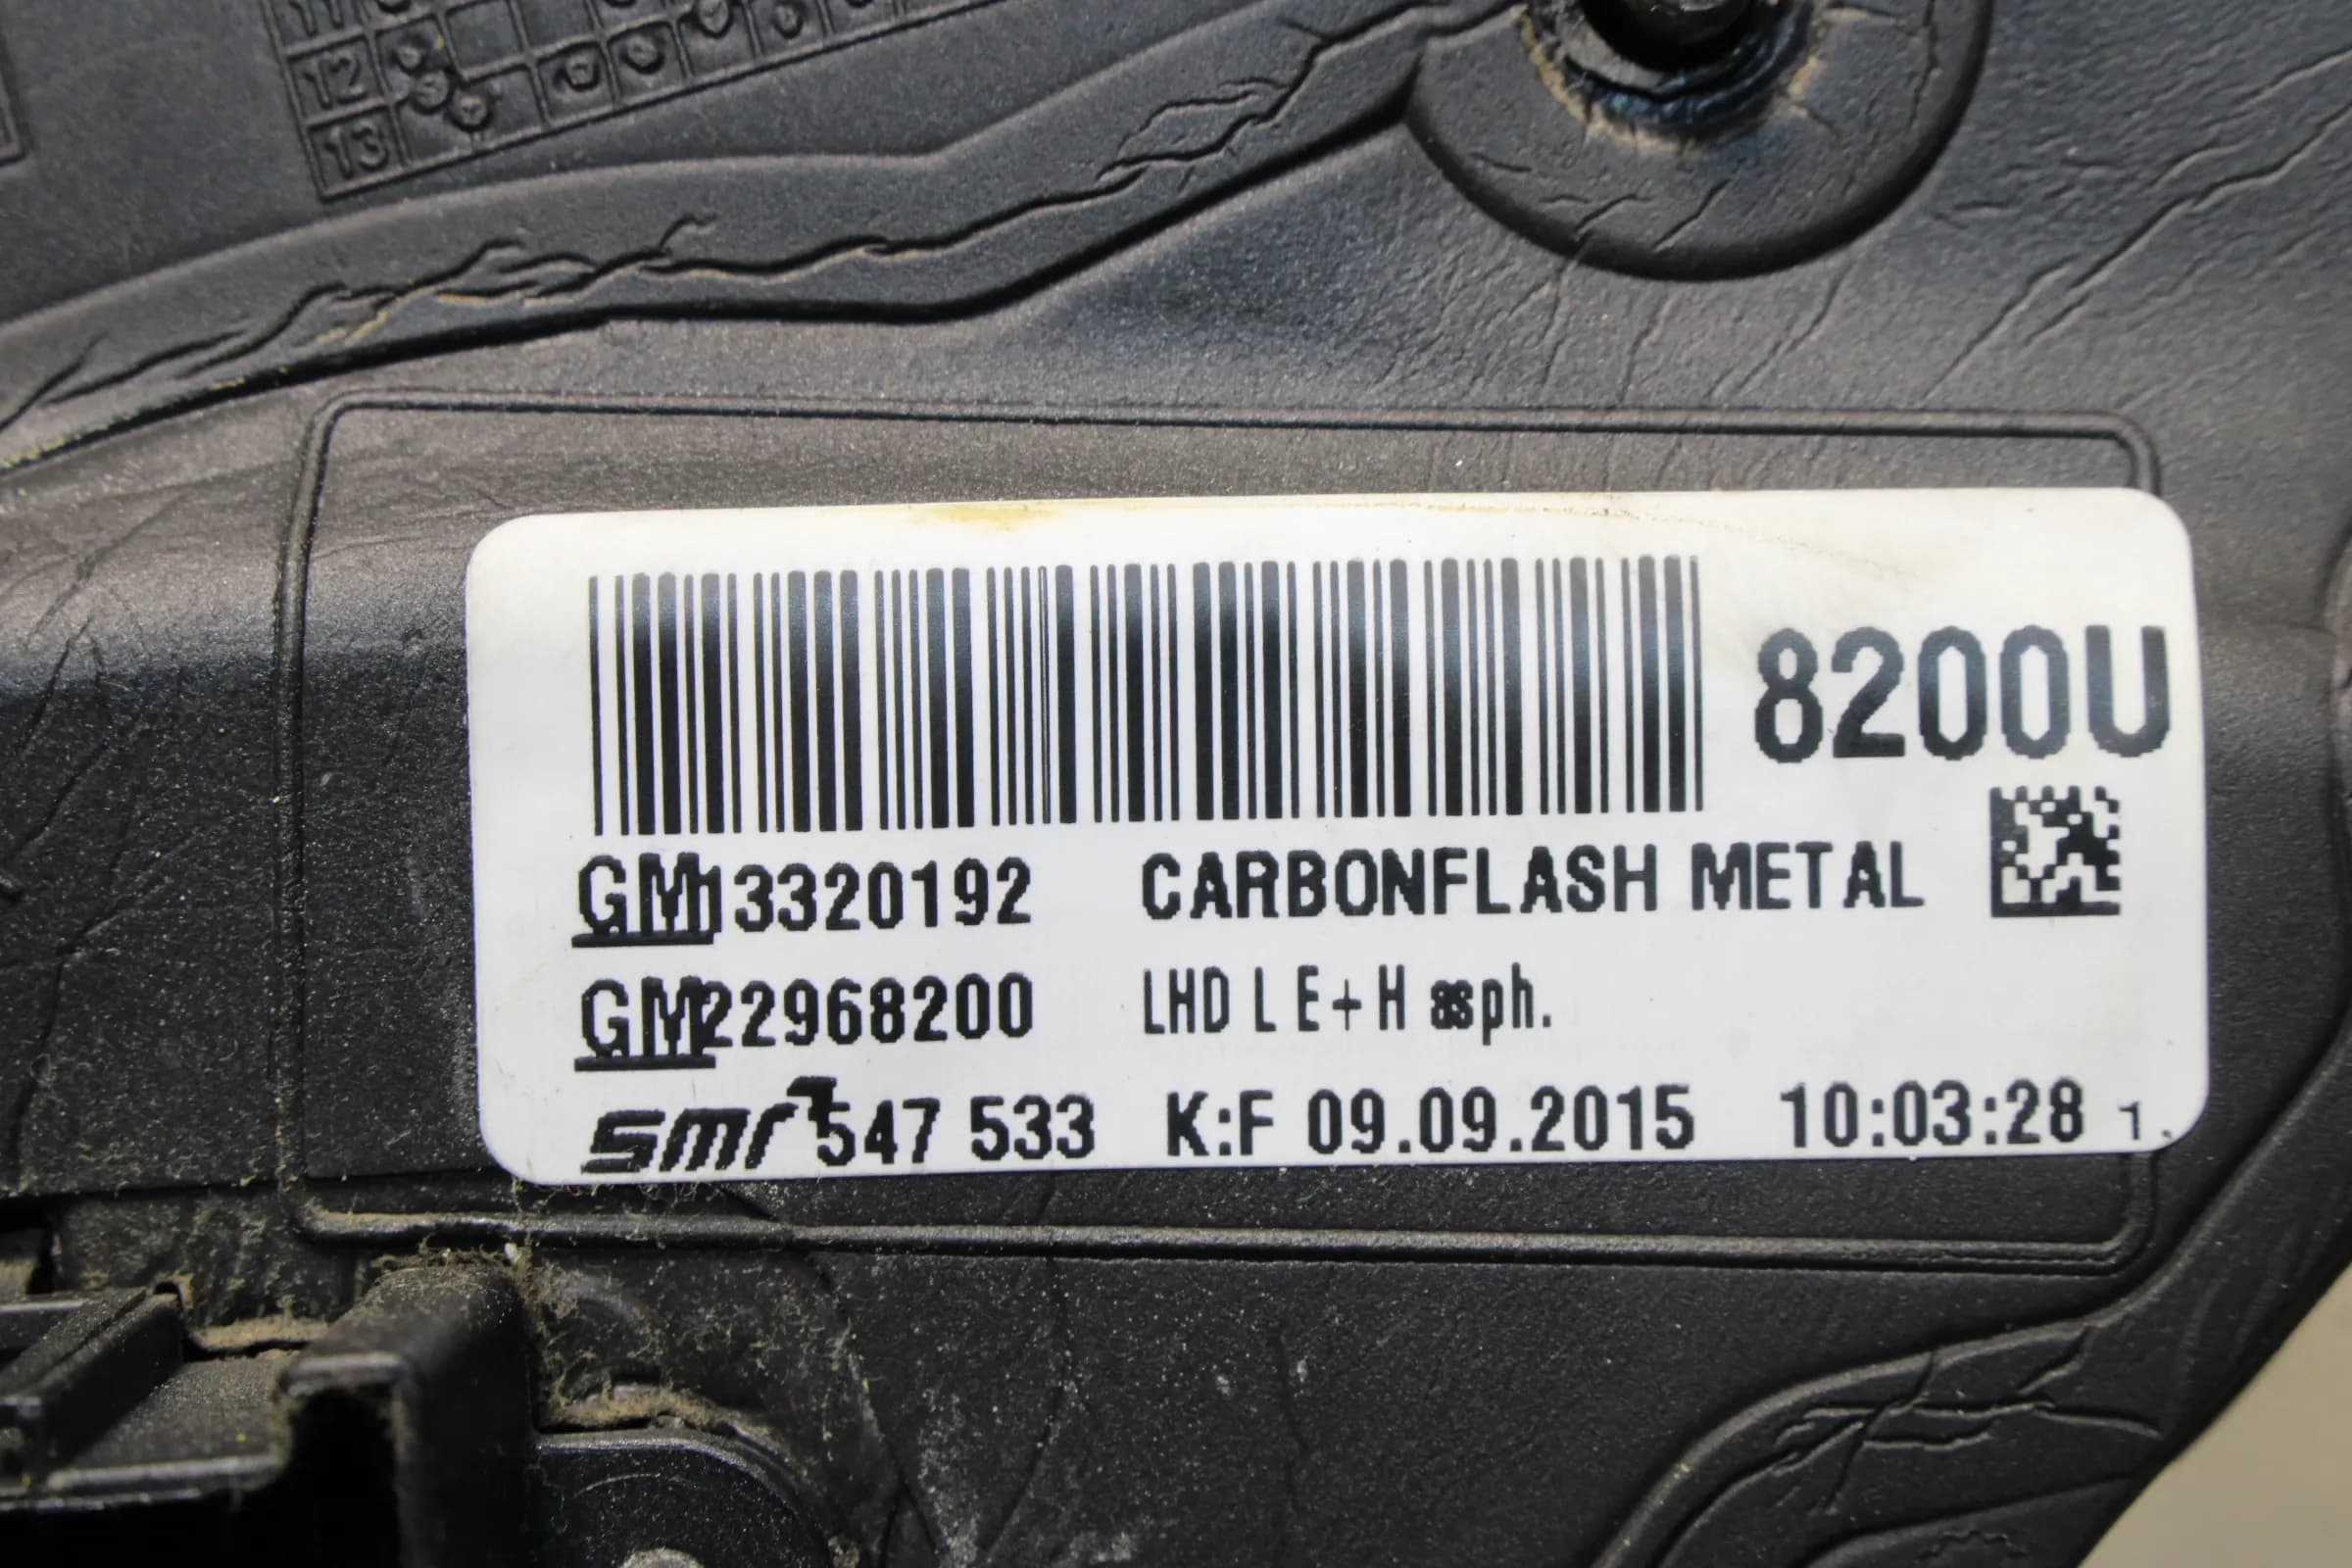 11
12
13
8200U
GM13320192 CARBONFLASH METAL
GM22968200 LHD L E+H asph.
smr 547 533 K:F 09.09.2015 10:03:28 1.